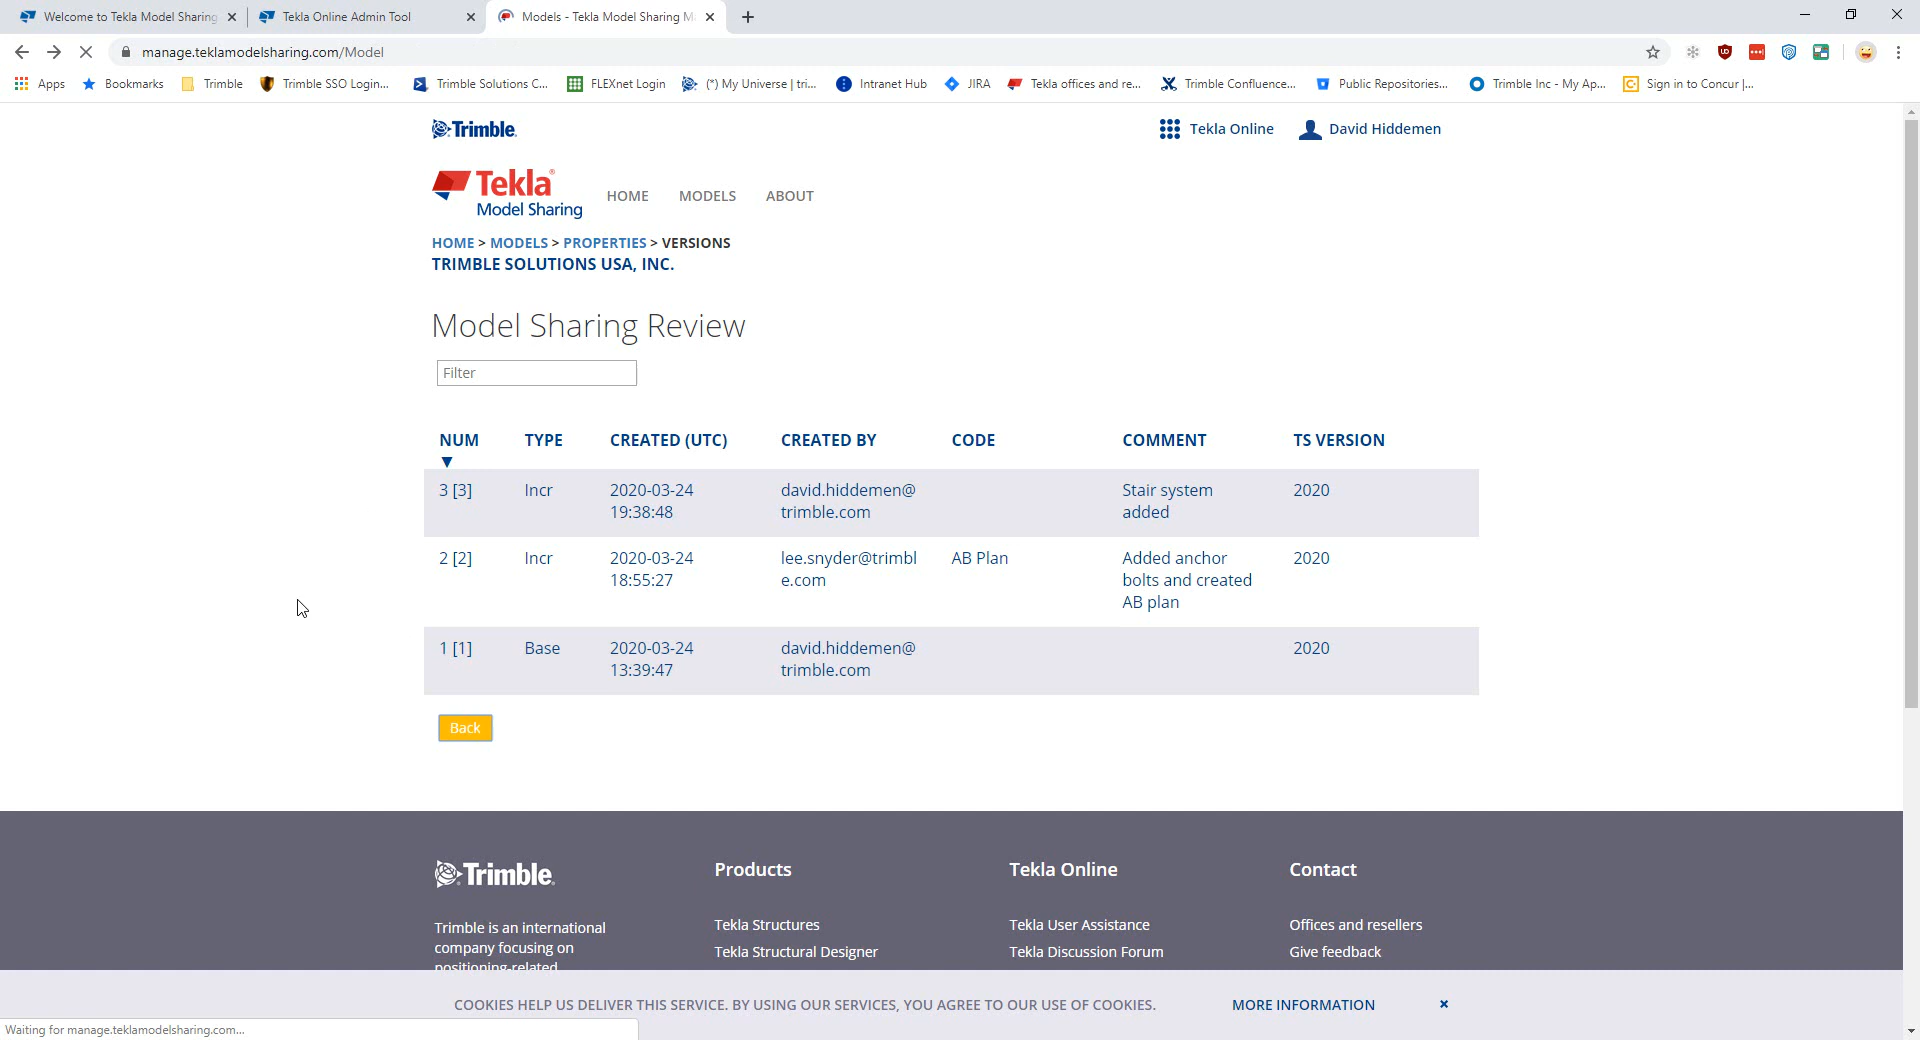 Welcome to Tekla Model Sharing
Tekla Online Admin Tool
Models - Tekla Model Sharing M
manage.teklamodelsharing.com/Model
Apps
Bookmarks
Trimble
Trimble SSO Login...
Trimble Solutions C...
FLEXnet Login
(*) My Universe | tri...
Intranet Hub
JIRA
Tekla offices and re...
Trimble Confluence...
Public Repositories...
Trimble Inc - My Ap...
Sign in to Concur |...
Trimble.
Tekla Online
David Hiddemen
Tekla®
Model Sharing
HOME
MODELS
ABOUT
HOME > MODELS > PROPERTIES > VERSIONS
TRIMBLE SOLUTIONS USA, INC.
Model Sharing Review
Filter
NUM TYPE CREATED (UTC) CREATED BY CODE COMMENT TS VERSION
▼
3 [3] Incr 2020-03-24 david.hiddemen@ Stair system 2020
19:38:48 trimble.com added
2 [2] Incr 2020-03-24 lee.snyder@trimbl AB Plan Added anchor 2020
18:55:27 e.com bolts and created
AB plan
1 [1] Base 2020-03-24 david.hiddemen@ 2020
13:39:47 trimble.com
Back
Trimble.
Trimble is an international
company focusing on
positioning-related
Products
Tekla Structures
Tekla Structural Designer
Tekla Online
Tekla User Assistance
Tekla Discussion Forum
Contact
Offices and resellers
Give feedback
COOKIES HELP US DELIVER THIS SERVICE. BY USING OUR SERVICES, YOU AGREE TO OUR USE OF COOKIES. MORE INFORMATION
Waiting for manage.teklamodelsharing.com...